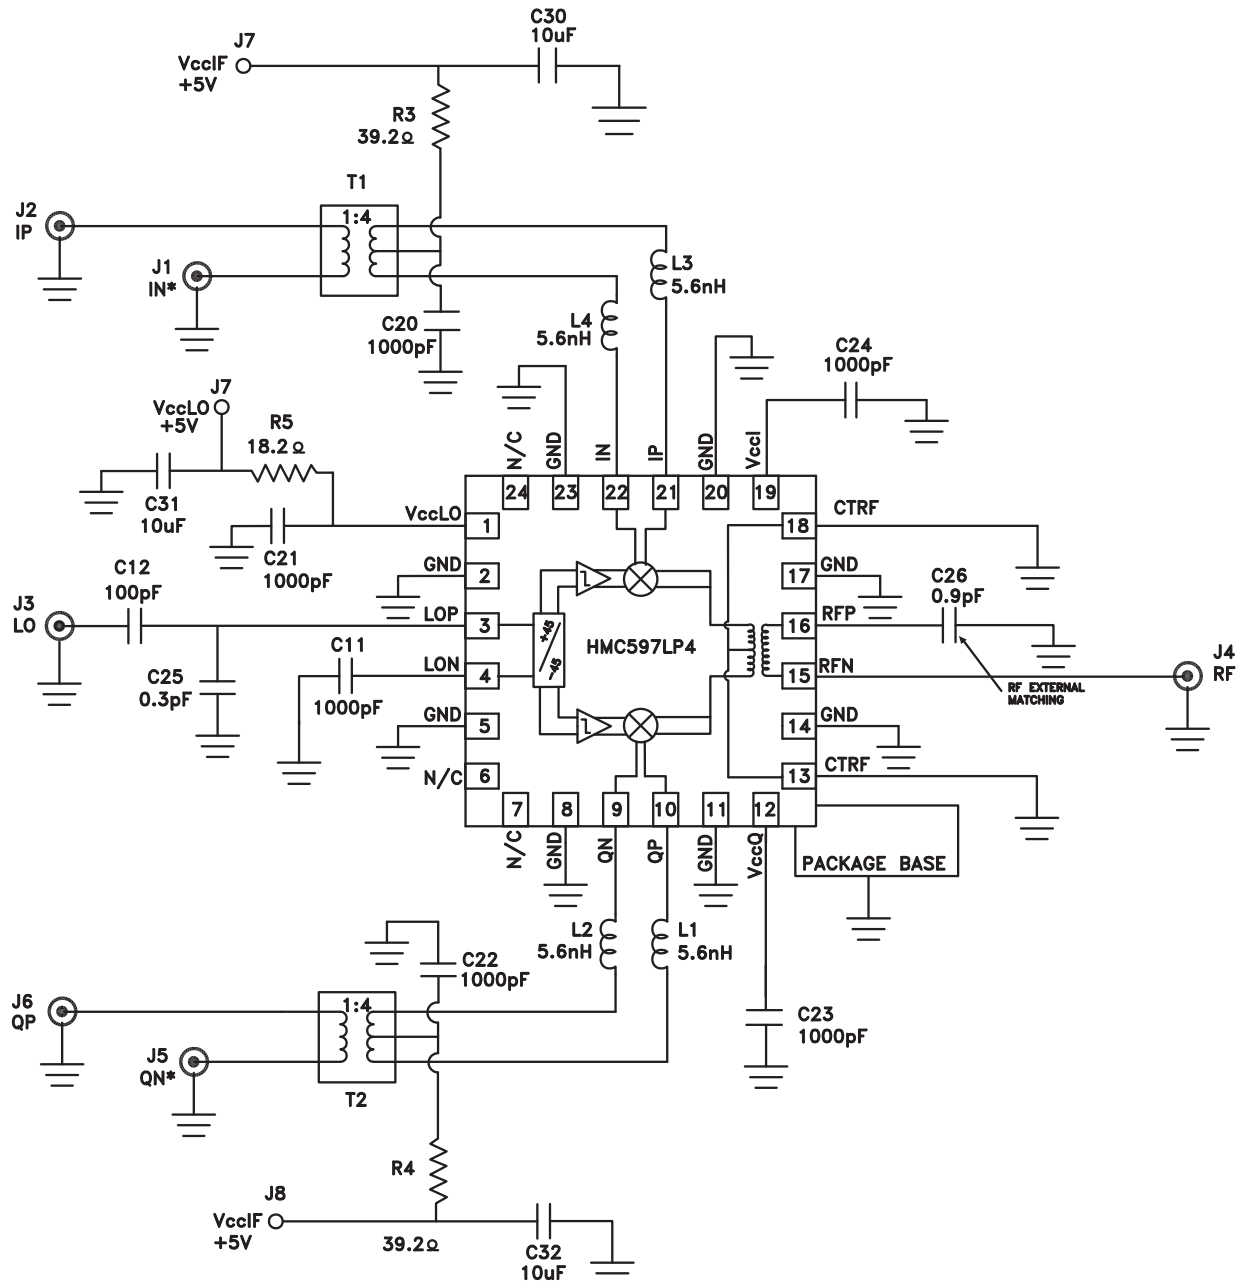 C30
10uF
J7
VccIF
+5V
R3
39.2Ω
T1
1:4
J2
IP
J1
IN*
L3
5.6nH
C20
1000pF
L4
5.6nH
C24
1000pF
J7
VccLO
+5V
R5
18.2Ω
N/C
GND
IN
IP
GND
VccI
C31
10uF
24
23
22
21
20
19
VccLO
1
18
CTRF
C21
1000pF
GND
2
17
GND
C12
100pF
C26
0.9pF
J3
LO
LOP
3
16
RFP
+45
-45
HMC597LP4
C11
1000pF
LON
4
15
RFN
J4
RF
C25
0.3pF
RF EXTERNAL
MATCHING
GND
5
14
GND
N/C
6
13
CTRF
7
8
9
10
11
12
N/C
GND
QN
QP
GND
VccQ
PACKAGE BASE
L2
5.6nH
L1
5.6nH
C22
1000pF
J6
QP
1:4
C23
1000pF
J5
QN*
T2
R4
39.2Ω
J8
VccIF
+5V
C32
10uF